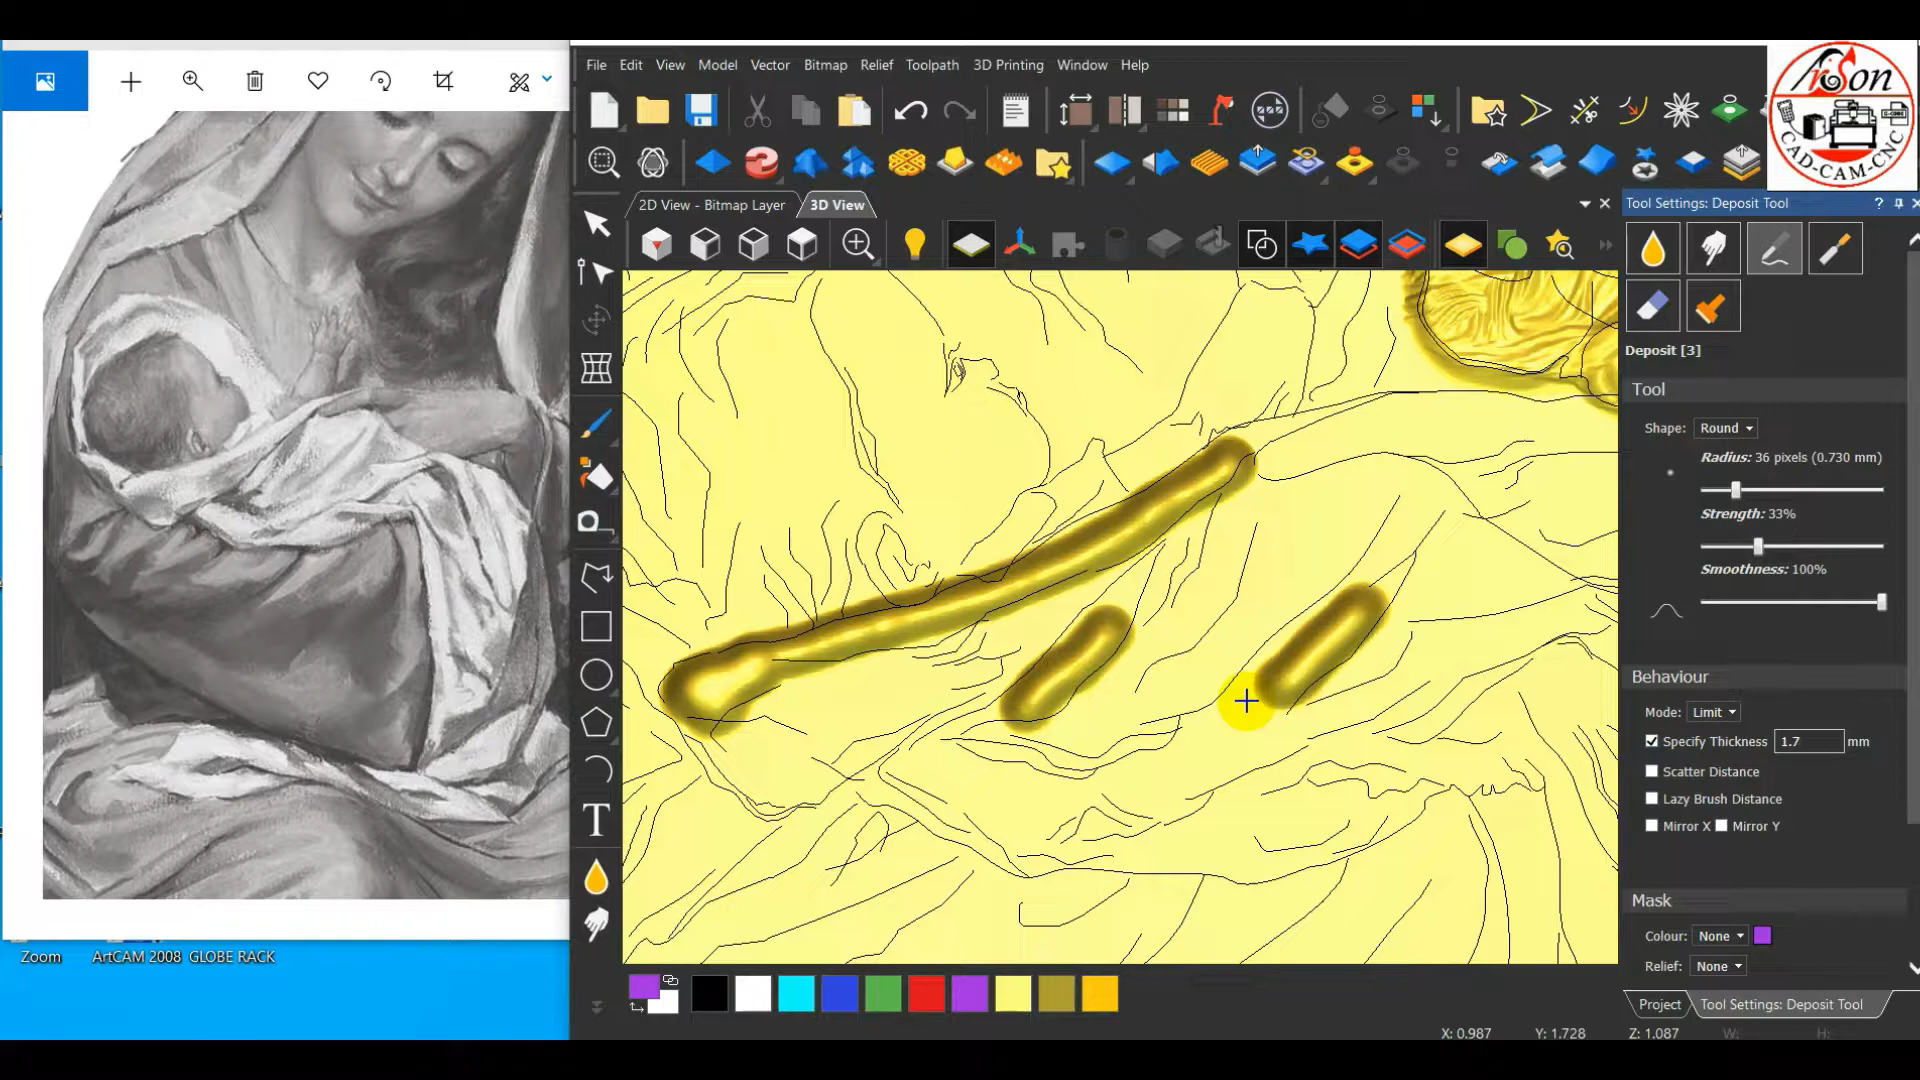 File Edit View Model Vector Bitmap Relief Toolpath 3D Printing Window Help
ArSon
CAD-CAM-CNC
2D View - Bitmap Layer
3D View
Tool Settings: Deposit Tool
Deposit [3]
Tool
Shape: Round
Radius: 36 pixels (0.730 mm)
Strength: 33%
Smoothness: 100%
Behaviour
Mode: Limit
Specify Thickness 1.7 mm
Scatter Distance
Lazy Brush Distance
Mirror X Mirror Y
Mask
Colour: None
Relief: None
Project
Tool Settings: Deposit Tool
Zoom
ArtCAM 2008
GLOBE RACK
X: 0.987
Y: 1.728
Z: 1.087
W:
H: